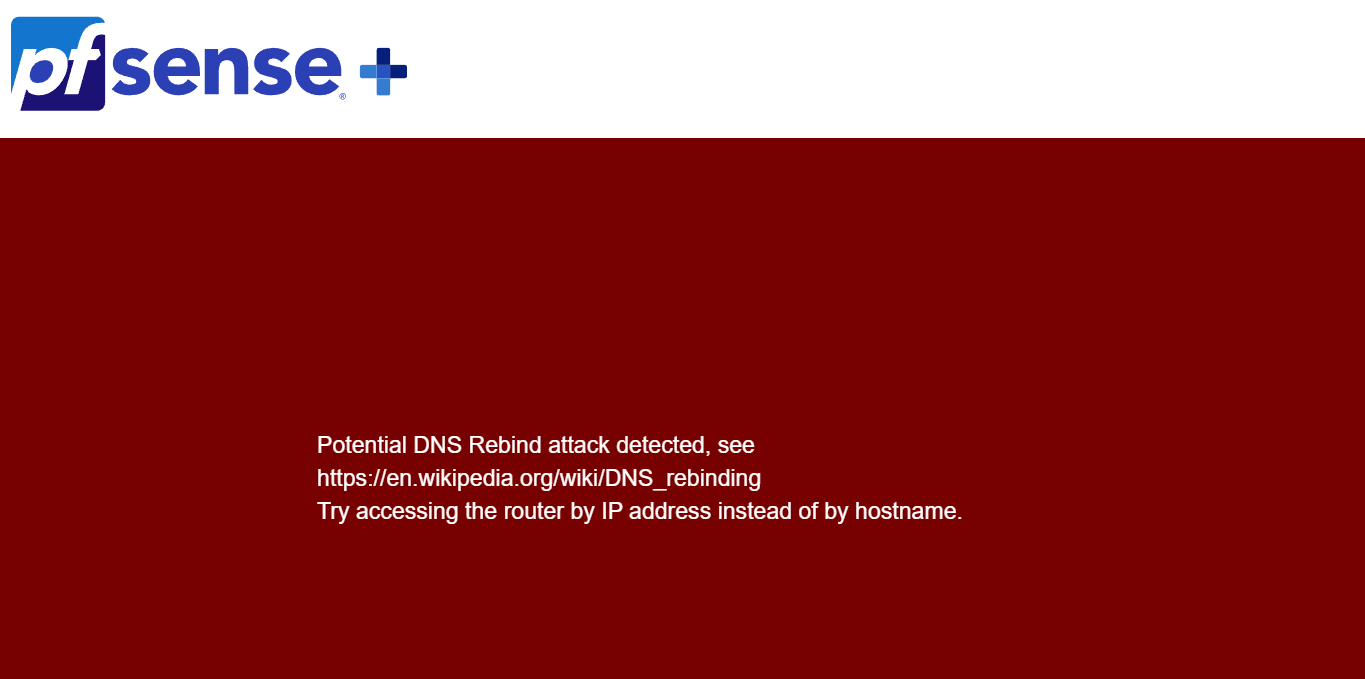 pfsense®
Potential DNS Rebind attack detected, see
https://en.wikipedia.org/wiki/DNS_rebinding
Try accessing the router by IP address instead of by hostname.